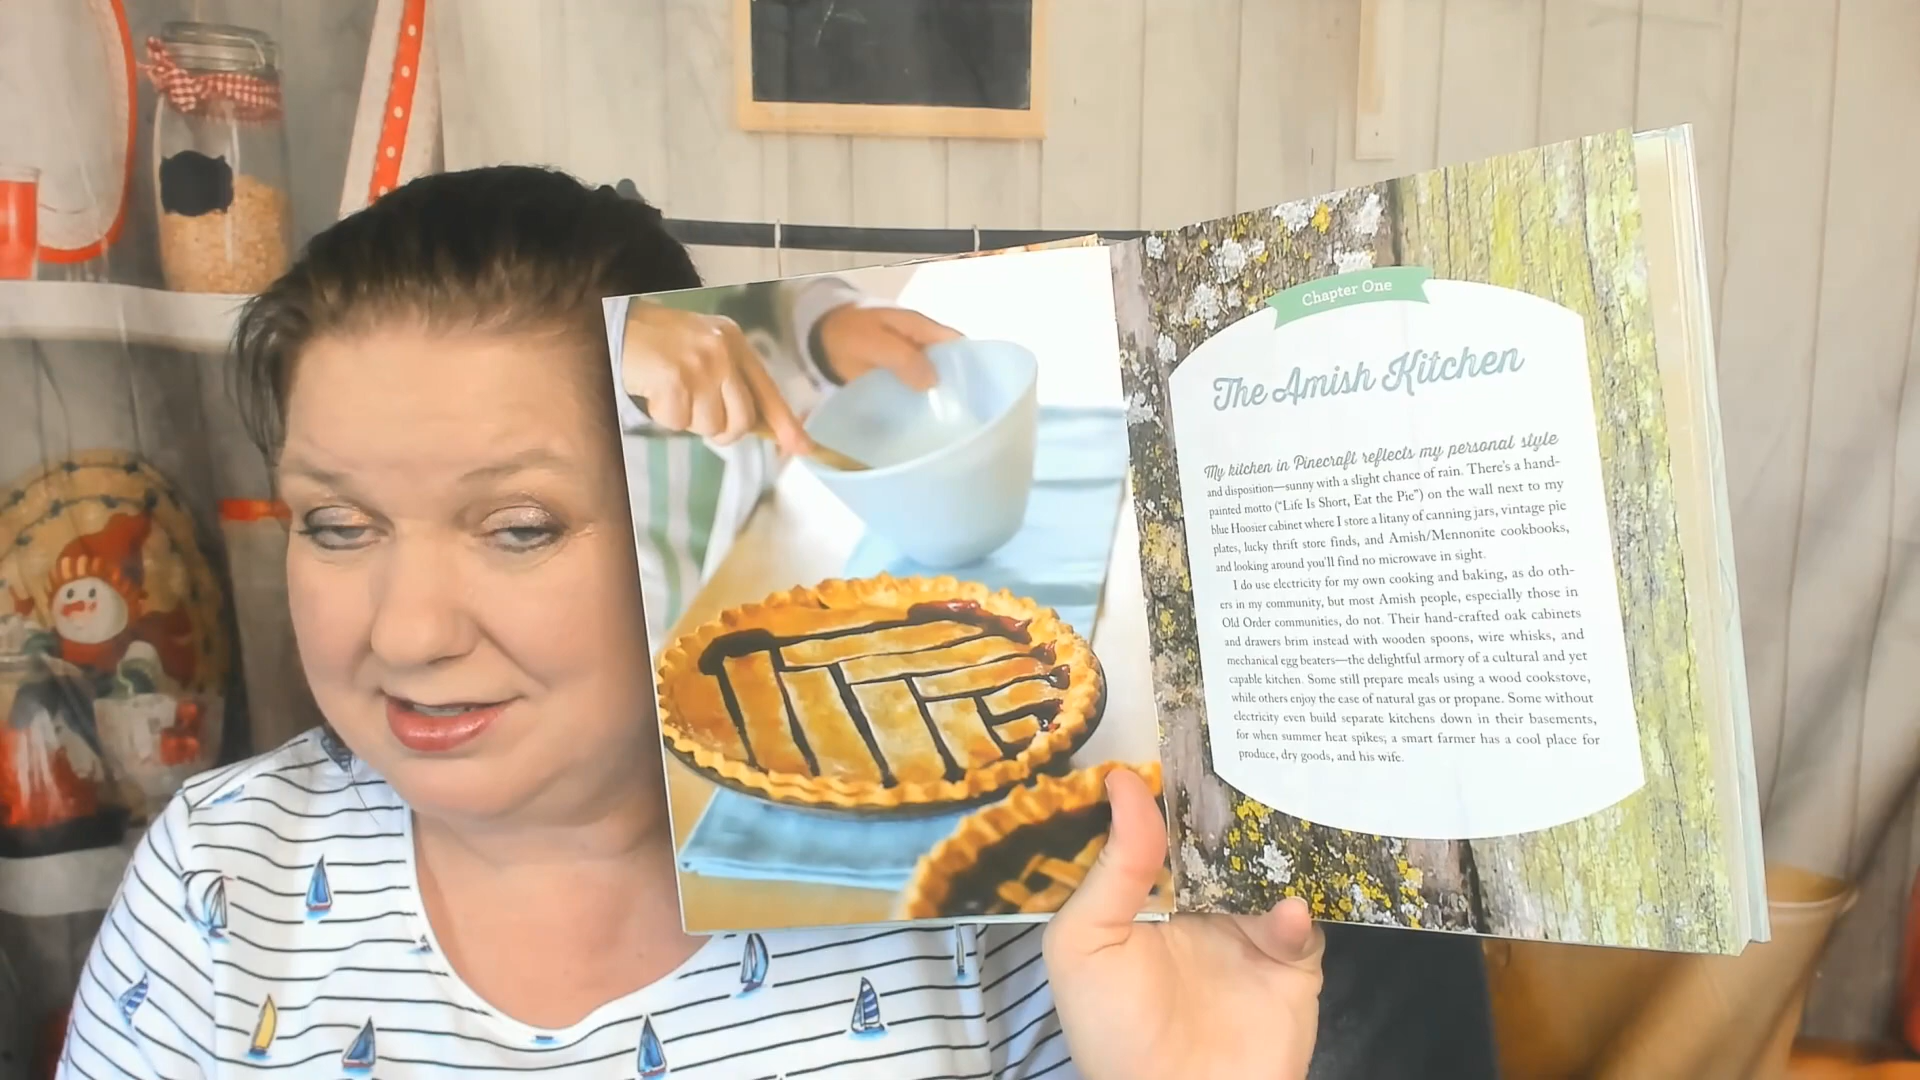 Chapter One
The Amish Kitchen
My kitchen in Pinecraft reflects my personal style
and disposition—sunny with a slight chance of rain. There's a hand-
painted motto ("Life Is Short, Eat the Pie") on the wall next to my
blue Hoosier cabinet where I store a litany of canning jars, vintage pie
plates, lucky thrift store finds, and Amish/Mennonite cookbooks,
and looking around you'll find no microwave in sight.
I do use electricity for my own cooking and baking, as do oth-
ers in my community, but most Amish people, especially those in
Old Order communities, do not. Their hand-crafted oak cabinets
and drawers brim instead with wooden spoons, wire whisks, and
mechanical egg beaters—the delightful armory of a cultural and yet
capable kitchen. Some still prepare meals using a wood cookstove,
while others enjoy the ease of natural gas or propane. Some without
electricity even build separate kitchens down in their basements,
for when summer heat spikes; a smart farmer has a cool place for
produce, dry goods, and his wife.